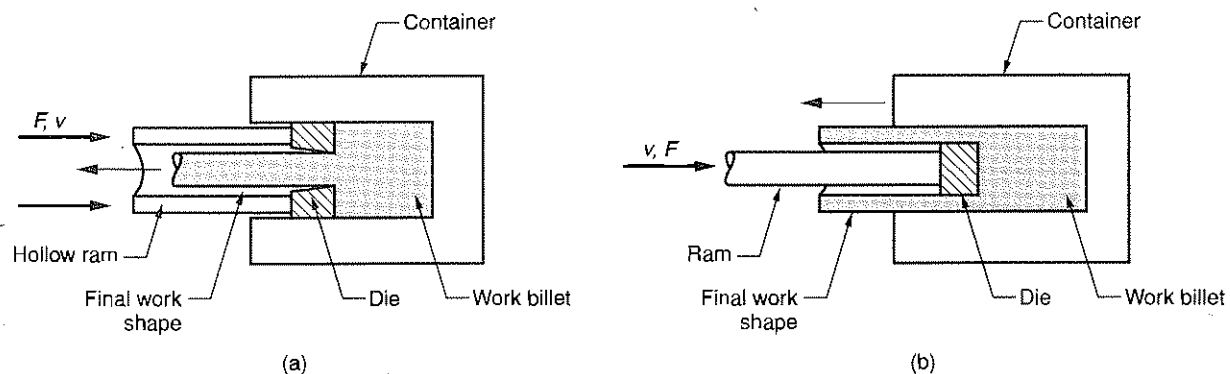 Container
F, v
Hollow ram
Final work
shape
Die
Work billet
(a)
Container
v, F
Ram
Final work
shape
Die
Work billet
(b)